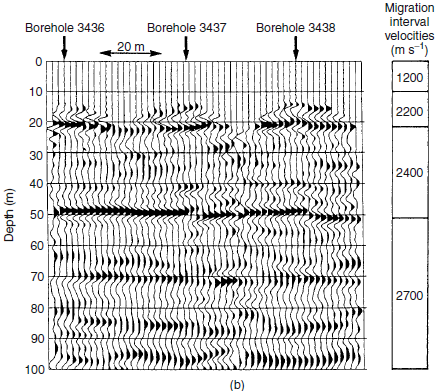 Migration
interval
velocities
(m s⁻¹)
Borehole 3436 Borehole 3437 Borehole 3438
20 m
Depth (m)
0
10
20
30
40
50
60
70
80
90
100
1200
2200
2400
2700
(b)